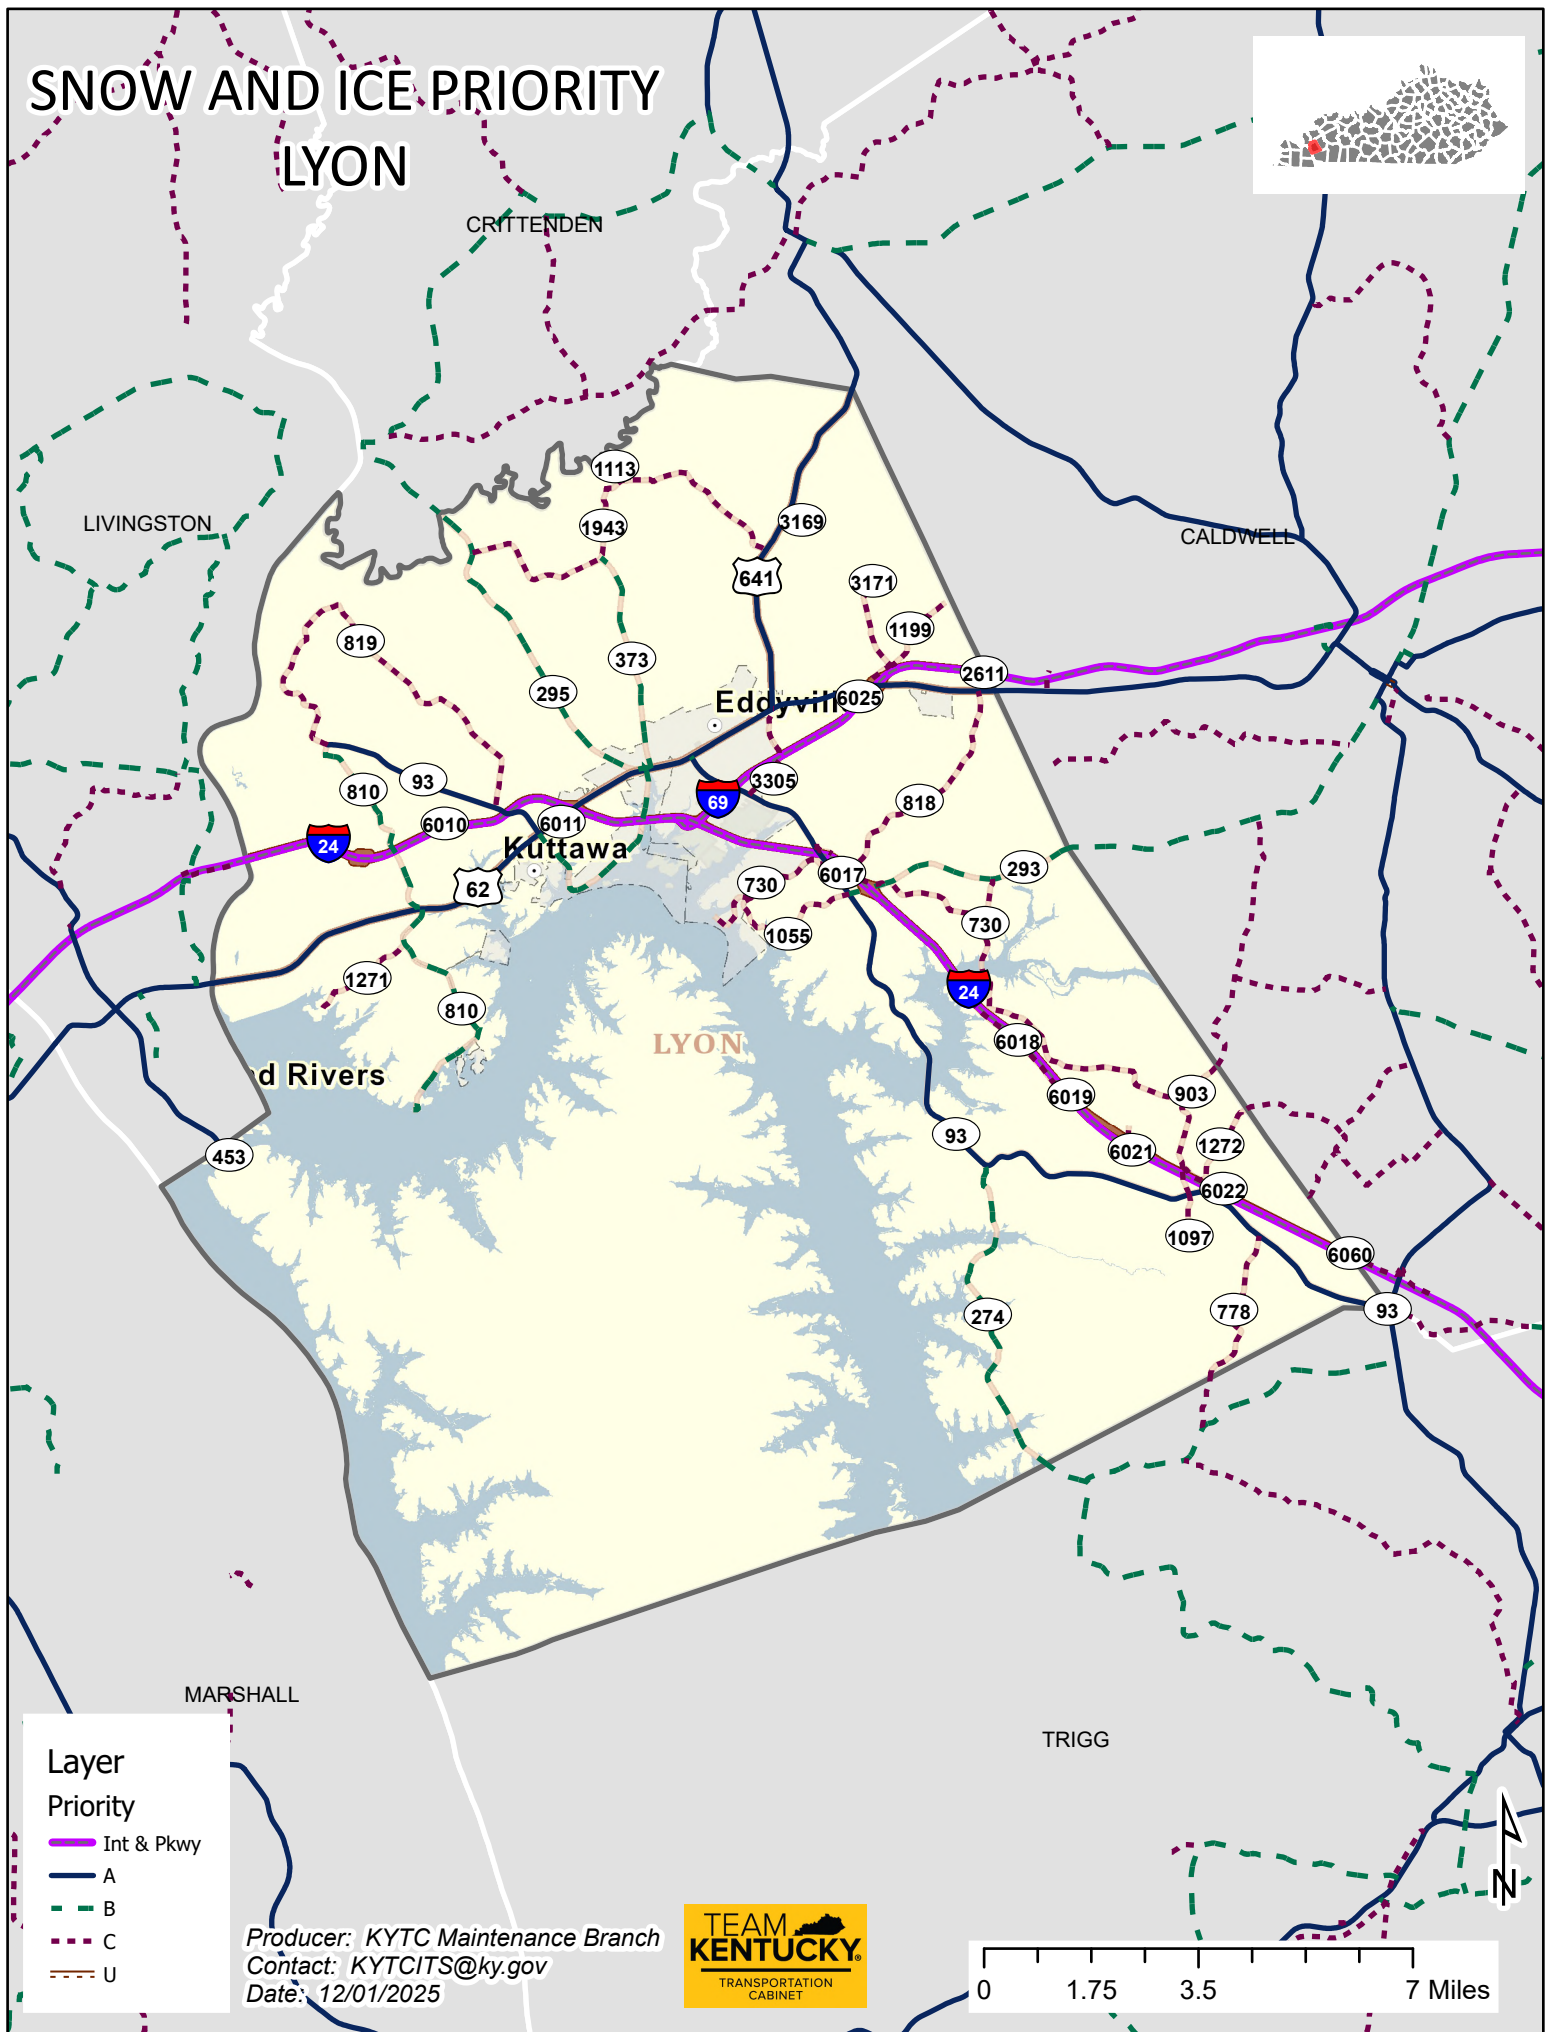 SNOW AND ICE PRIORITY
LYON
CRITTENDEN
LIVINGSTON
CALDWELL
1113
1943
3169
641
3171
1199
819
373
2611
295
6025
Eddyvill
93
810
3305
69
818
6010
6011
24
Kuttawa
293
6017
62
730
730
1055
1271
24
810
LYON
6018
d Rivers
6019
903
93
1272
6021
453
6022
1097
6060
274
778
93
MARSHALL
TRIGG
Layer
Priority
Int & Pkwy
A
B
C
U
Producer: KYTC Maintenance Branch
Contact: KYTCITS@ky.gov
Date: 12/01/2025
TEAM
KENTUCKY®
TRANSPORTATION
CABINET
N
0 1.75 3.5 7 Miles